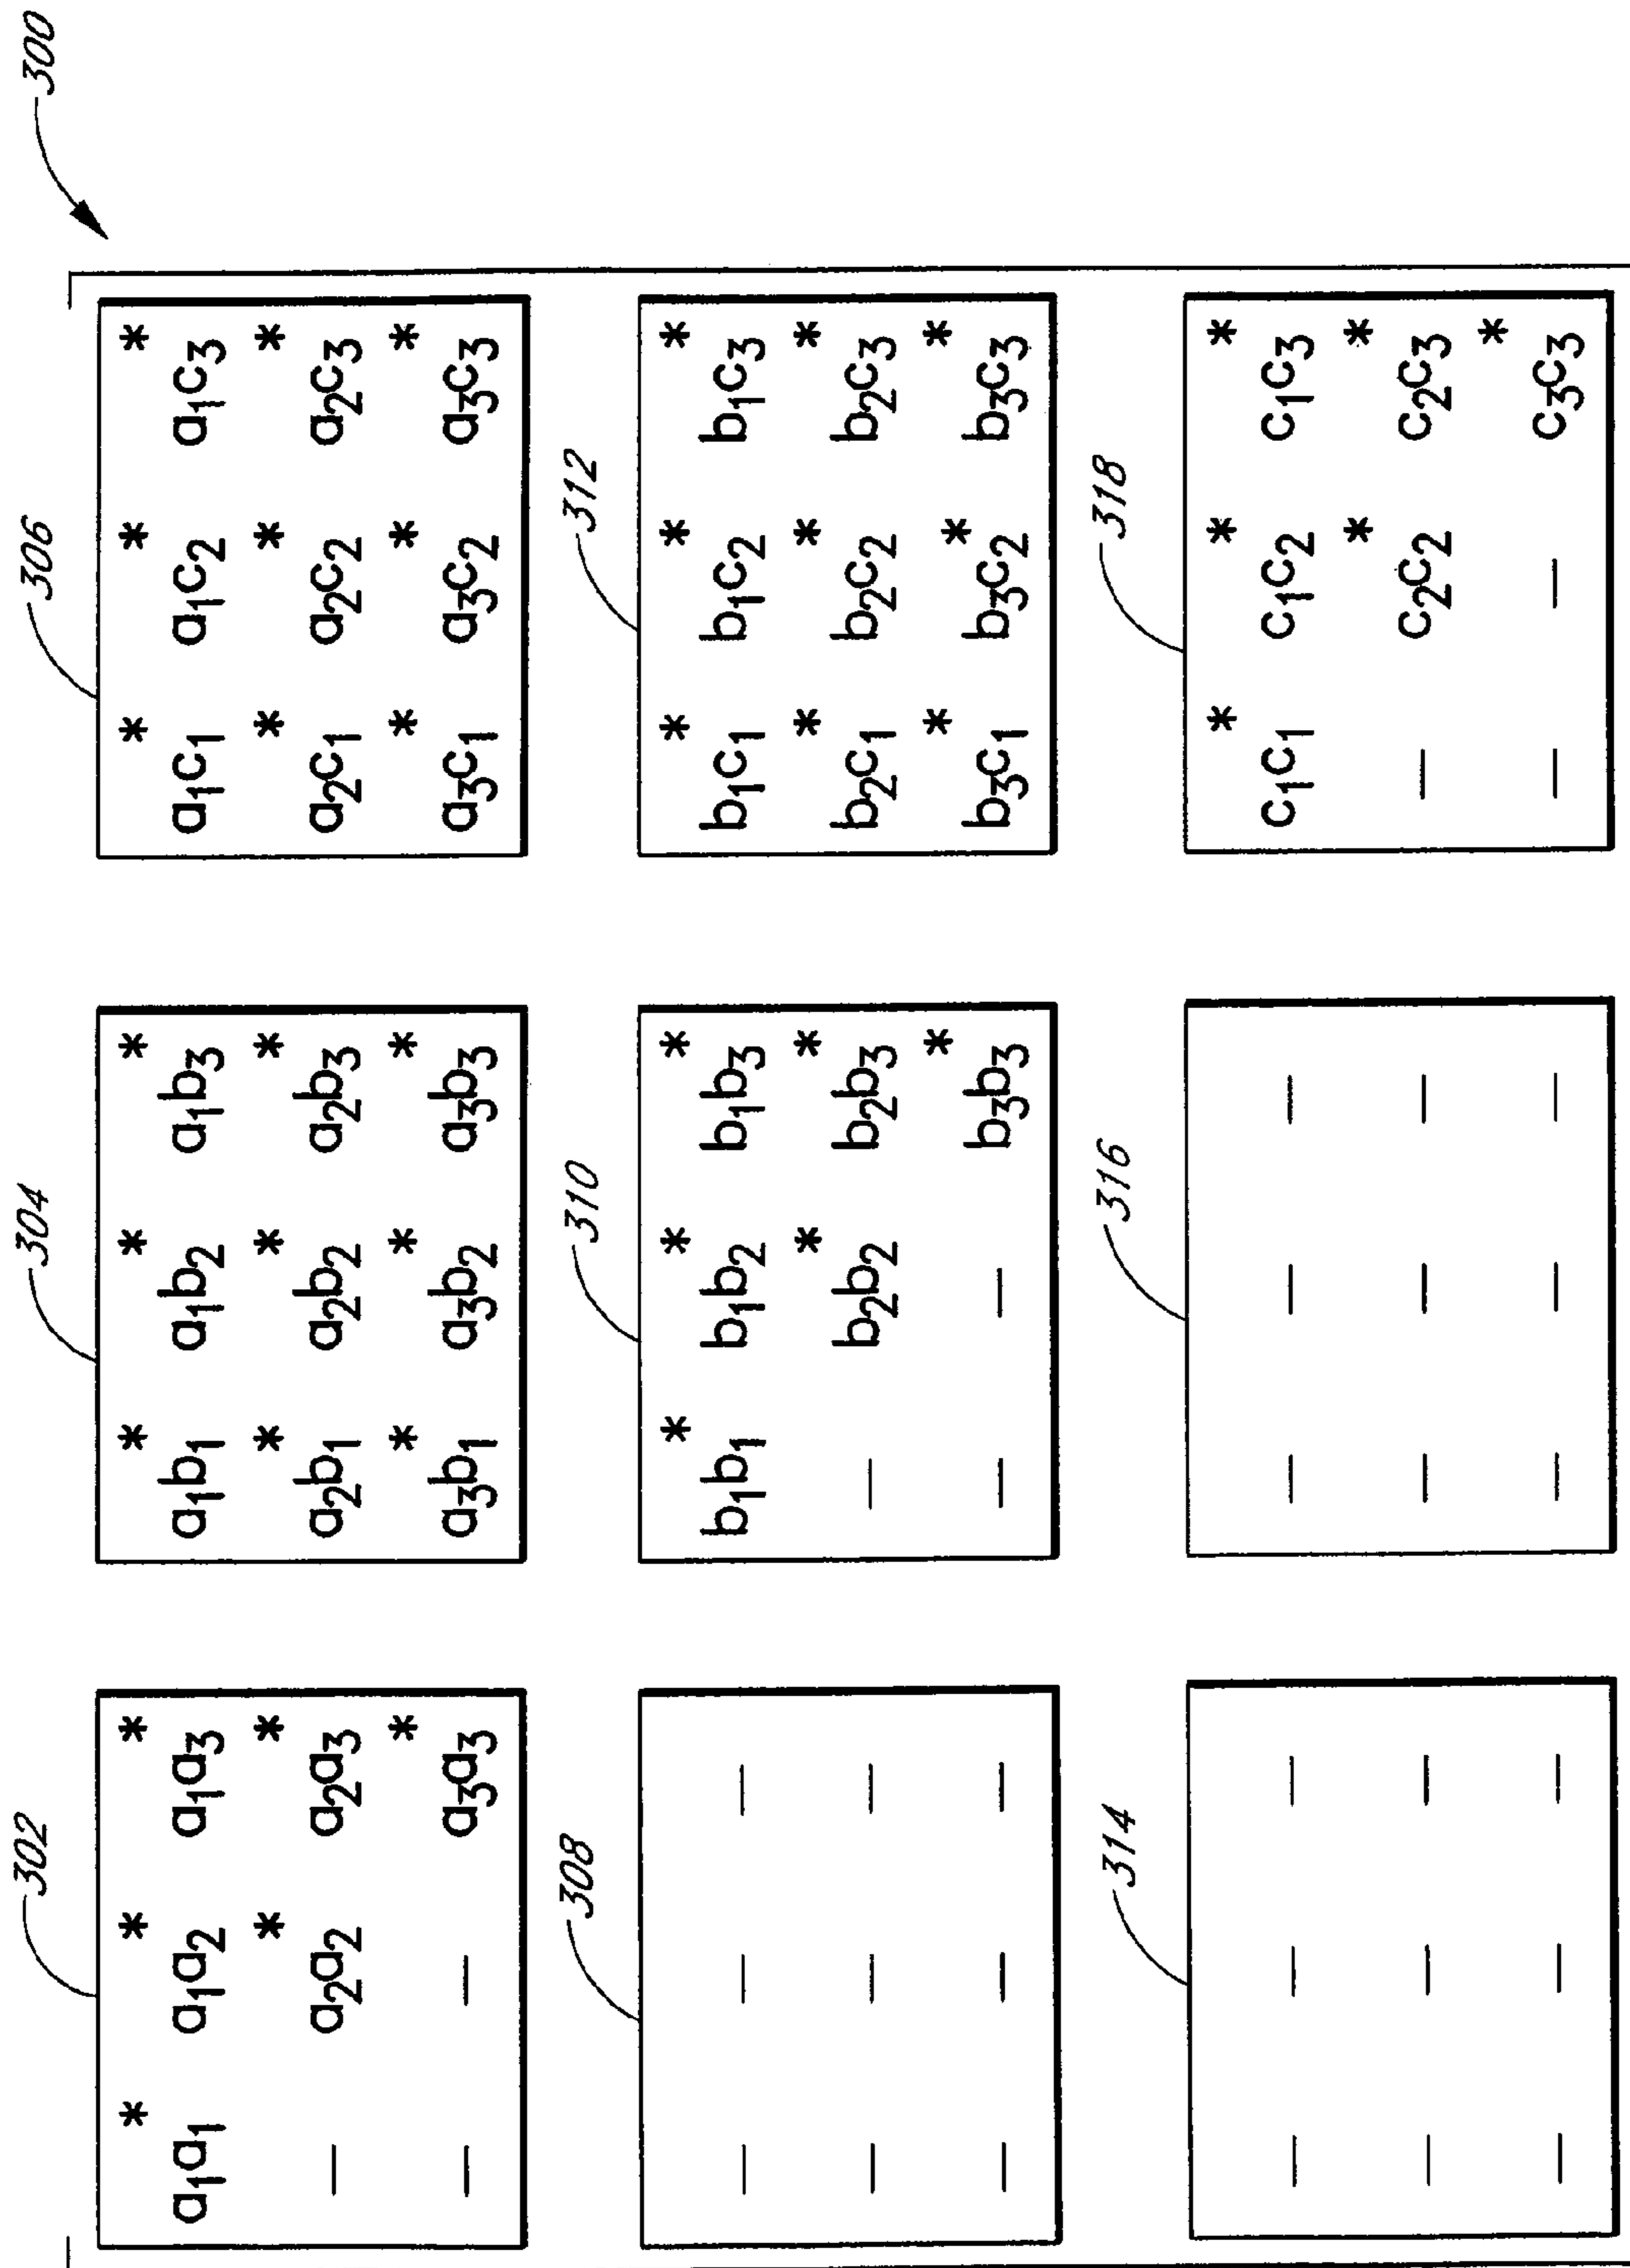 302 304 306 300
a₁a₁* a₁a₂* a₁a₃* a₁b₁* a₁b₂* a₁b₃* a₁c₁* a₁c₂* a₁c₃*
— a₂a₂* a₂a₃* a₂b₁* a₂b₂* a₂b₃* a₂c₁* a₂c₂* a₂c₃*
— — a₃a₃* a₃b₁* a₃b₂* a₃b₃* a₃c₁* a₃c₂* a₃c₃*
308 310 312
— — — b₁b₁* b₁b₂* b₁b₃* b₁c₁* b₁c₂* b₁c₃*
— — — — b₂b₂* b₂b₃* b₂c₁* b₂c₂* b₂c₃*
— — — — — b₃b₃* b₃c₁* b₃c₂* b₃c₃*
314 316 318
— — — — — — c₁c₁* c₁c₂* c₁c₃*
— — — — — — — c₂c₂* c₂c₃*
— — — — — — — — c₃c₃*